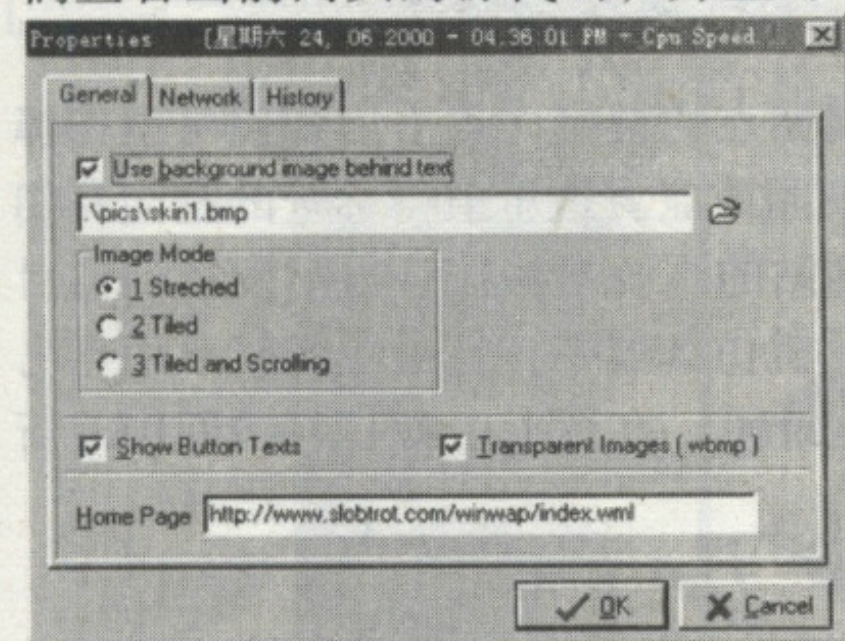 Properties [星期六 24, 06 2000 - 04:36:01 PM - Cpu Speed
General Network History
Use background image behind text
.\pics\skin1.bmp
Image Mode
1 Streched
2 Tiled
3 Tiled and Scrolling
Show Button Texts Transparent Images ( wbmp )
Home Page http://www.slobtrot.com/winwap/index.wml
OK Cancel